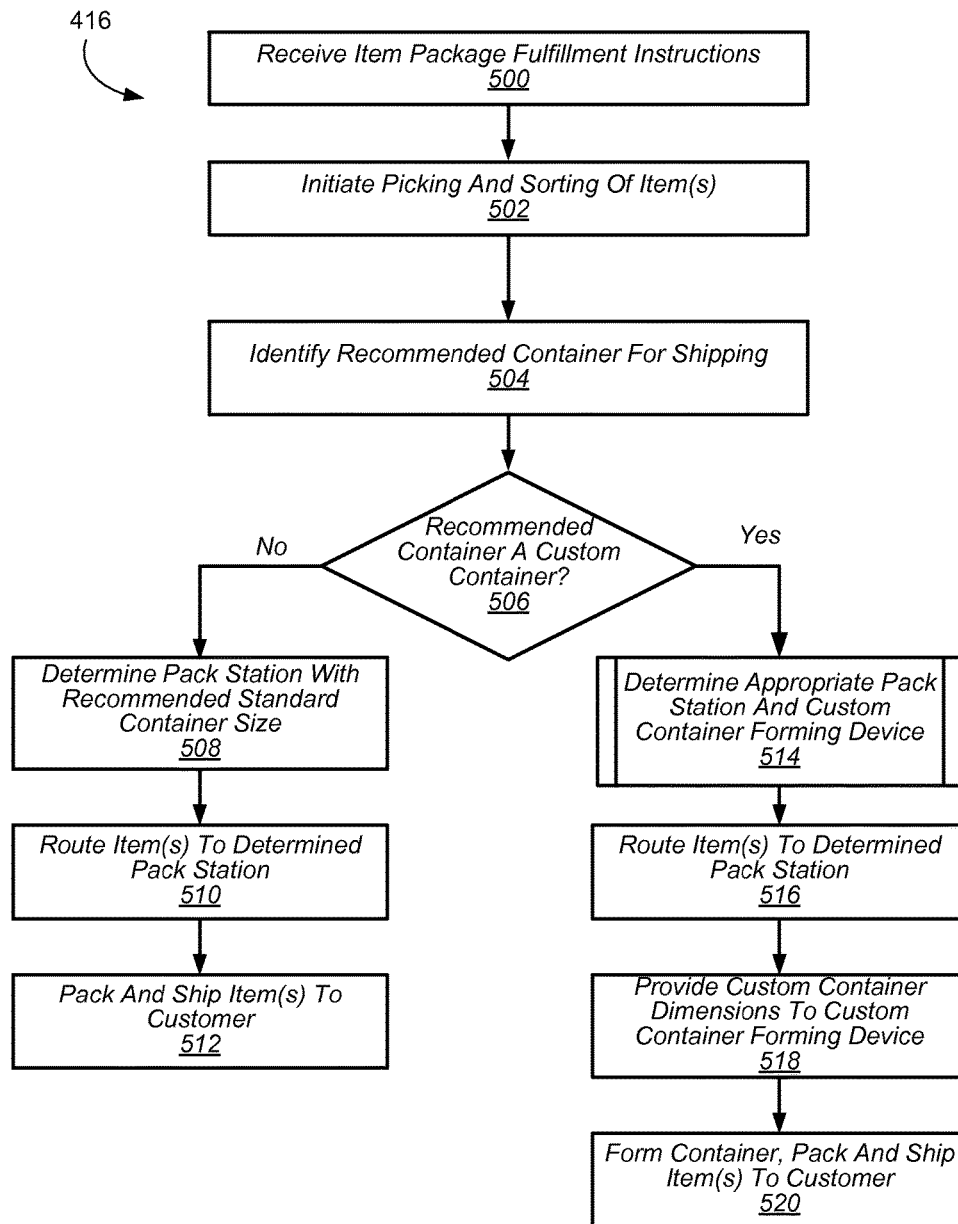 416
Receive Item Package Fulfillment Instructions
500
Initiate Picking And Sorting Of Item(s)
502
Identify Recommended Container For Shipping
504
Recommended
Container A Custom
Container?
506
No
Yes
Determine Pack Station With
Recommended Standard
Container Size
508
Route Item(s) To Determined
Pack Station
510
Pack And Ship Item(s) To
Customer
512
Determine Appropriate Pack
Station And Custom
Container Forming Device
514
Route Item(s) To Determined
Pack Station
516
Provide Custom Container
Dimensions To Custom
Container Forming Device
518
Form Container, Pack And Ship
Item(s) To Customer
520